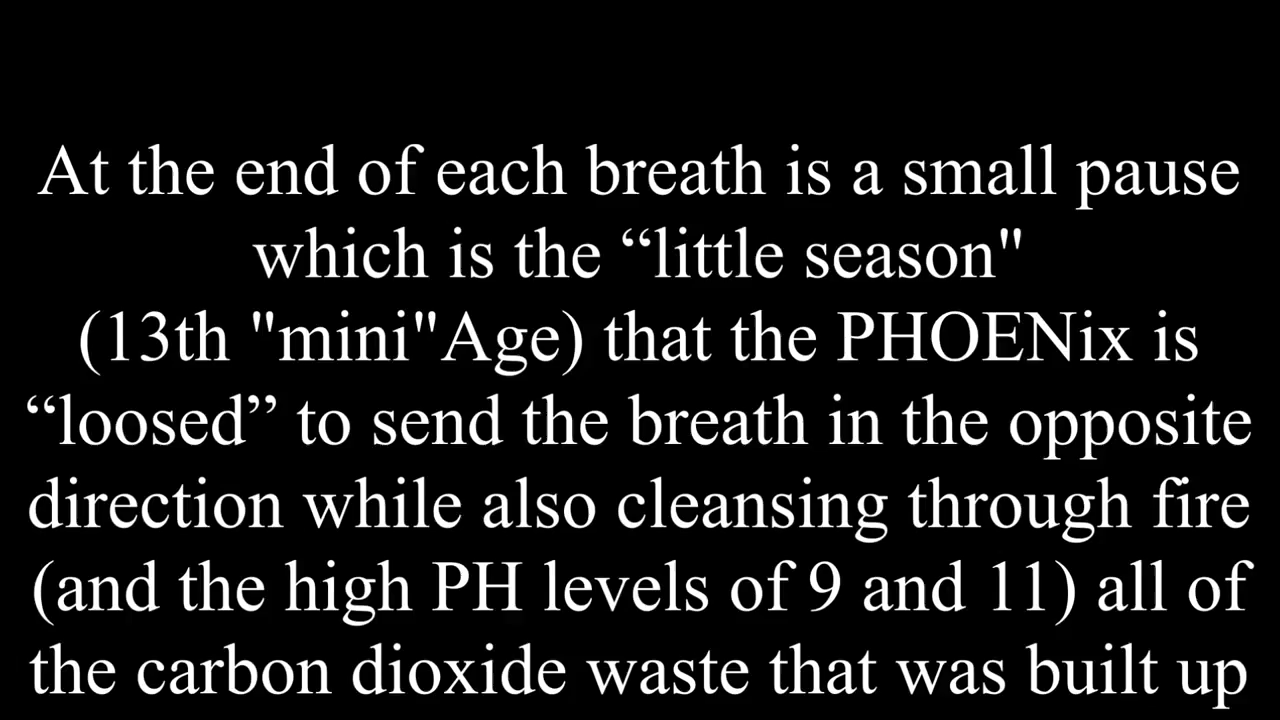 At the end of each breath is a small pause
which is the “little season"
(13th "mini"Age) that the PHOENix is
“loosed” to send the breath in the opposite
direction while also cleansing through fire
(and the high PH levels of 9 and 11) all of
the carbon dioxide waste that was built up